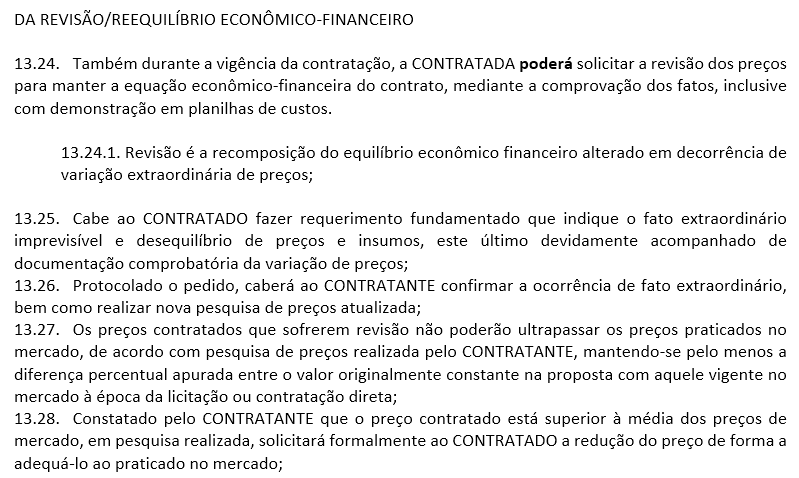 DA REVISÃO/REEQUILÍBRIO ECONÔMICO-FINANCEIRO
13.24. Também durante a vigência da contratação, a CONTRATADA poderá solicitar a revisão dos preços
para manter a equação econômico-financeira do contrato, mediante a comprovação dos fatos, inclusive
com demonstração em planilhas de custos.
13.24.1. Revisão é a recomposição do equilíbrio econômico financeiro alterado em decorrência de
variação extraordinária de preços;
13.25. Cabe ao CONTRATADO fazer requerimento fundamentado que indique o fato extraordinário
imprevisível e desequilíbrio de preços e insumos, este último devidamente acompanhado de
documentação comprobatória da variação de preços;
13.26. Protocolado o pedido, caberá ao CONTRATANTE confirmar a ocorrência de fato extraordinário,
bem como realizar nova pesquisa de preços atualizada;
13.27. Os preços contratados que sofrerem revisão não poderão ultrapassar os preços praticados no
mercado, de acordo com pesquisa de preços realizada pelo CONTRATANTE, mantendo-se pelo menos a
diferença percentual apurada entre o valor originalmente constante na proposta com aquele vigente no
mercado à época da licitação ou contratação direta;
13.28. Constatado pelo CONTRATANTE que o preço contratado está superior à média dos preços de
mercado, em pesquisa realizada, solicitará formalmente ao CONTRATADO a redução do preço de forma a
adequá-lo ao praticado no mercado;